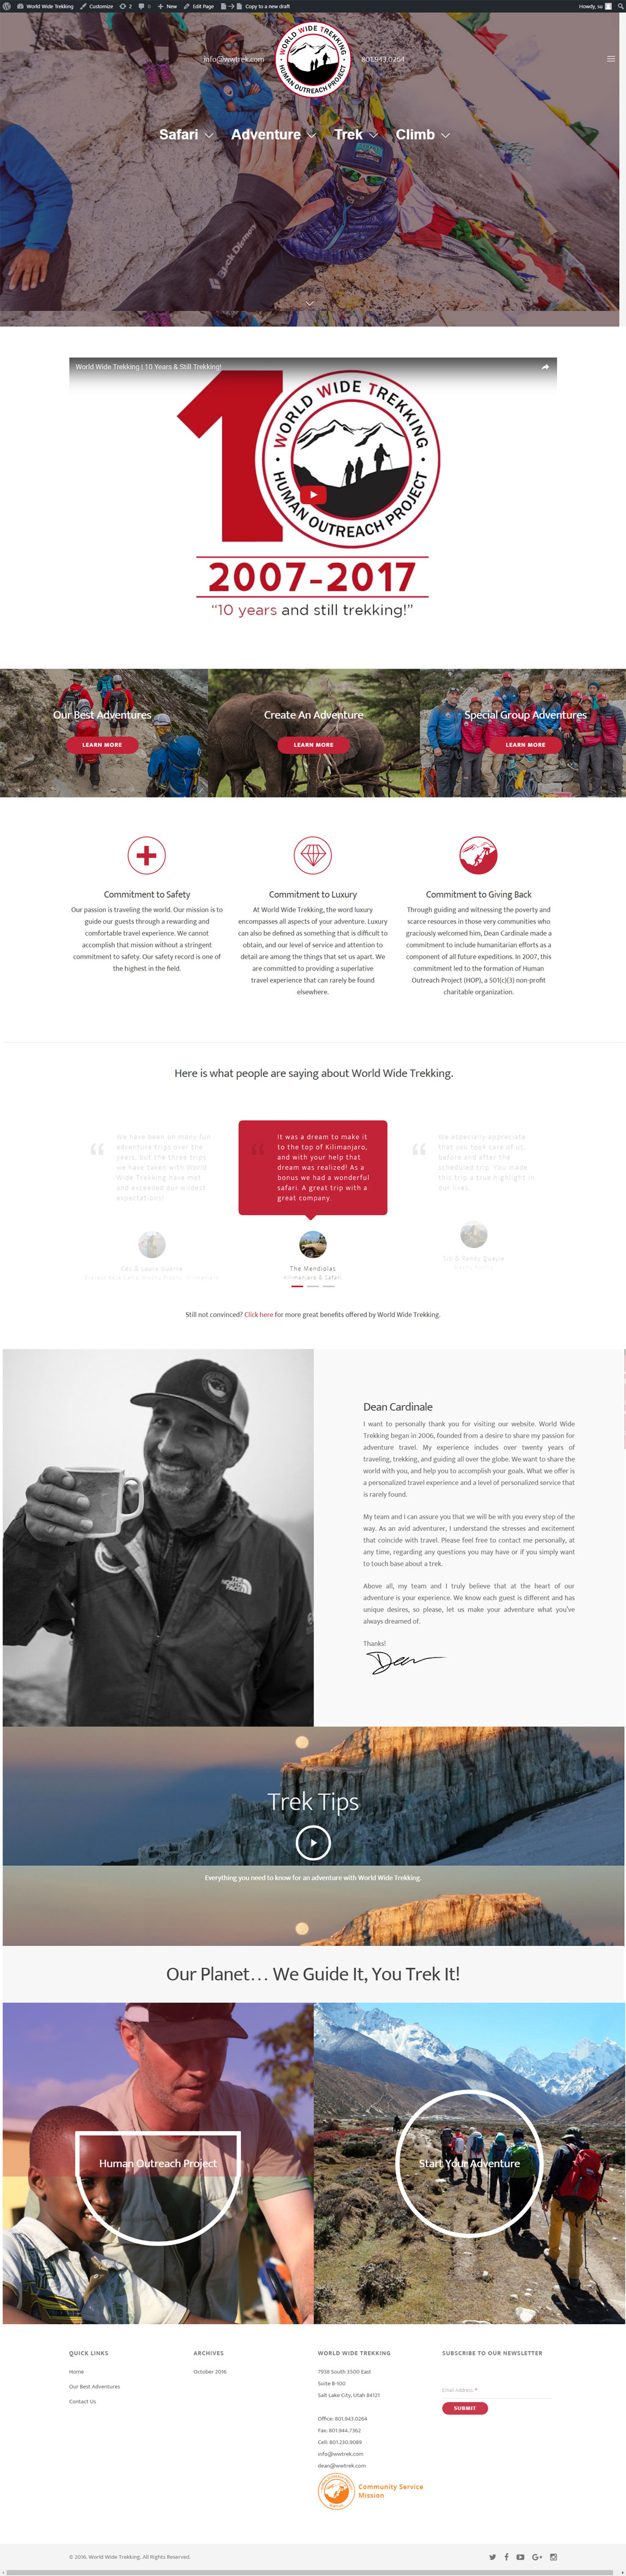 World Wide Trekking Customize 2 0 New Edit Page Copy to a new draft Howdy, su
info@wwtrek.com
WORLD WIDE TREKKING
HUMAN OUTREACH PROJECT
801.943.0264
Safari Adventure Trek Climb
Black Diamond
World Wide Trekking | 10 Years & Still Trekking!
10
WORLD WIDE TREKKING
HUMAN OUTREACH PROJECT
2007-2017
“10 years and still trekking!”
Our Best Adventures
LEARN MORE
Create An Adventure
LEARN MORE
Special Group Adventures
LEARN MORE
Commitment to Safety
Our passion is traveling the world. Our mission is to
guide our guests through a rewarding and
comfortable travel experience. We cannot
accomplish that mission without a stringent
commitment to safety. Our safety record is one of
the highest in the field.
Commitment to Luxury
At World Wide Trekking, the word luxury
encompasses all aspects of your adventure. Luxury
can also be defined as something that is difficult to
obtain, and our level of service and attention to
detail are among the things that set us apart. We
are committed to providing a superlative
travel experience that can rarely be found
elsewhere.
Commitment to Giving Back
Through guiding and witnessing the poverty and
scarce resources in those very communities who
graciously welcomed him, Dean Cardinale made a
commitment to include humanitarian efforts as a
component of all future expeditions. In 2007, this
commitment led to the formation of Human
Outreach Project (HOP), a 501(c)(3) non-profit
charitable organization.
Here is what people are saying about World Wide Trekking.
We have been on many fun
adventure trips over the
years, but the three trips
we have taken with World
Wide Trekking have met
and exceeded our wildest
expectations!
It was a dream to make it
to the top of Kilimanjaro,
and with your help that
dream was realized! As a
bonus we had a wonderful
safari. A great trip with a
great company.
The Mendiolas
Kilimanjaro & Safari
We especially appreciate
that you took care of us,
before and after the
scheduled trip. You made
this trip a true highlight in
our lives.
Sid & Randy Quayle
Still not convinced? Click here for more great benefits offered by World Wide Trekking.
THE NORTH FACE
Dean Cardinale
I want to personally thank you for visiting our website. World Wide
Trekking began in 2006, founded from a desire to share my passion for
adventure travel. My experience includes over twenty years of
traveling, trekking, and guiding all over the globe. We want to share the
world with you, and help you to accomplish your goals. What we offer is
a personalized travel experience and a level of personalized service that
is rarely found.
My team and I can assure you that we will be with you every step of the
way. As an avid adventurer, I understand the stresses and excitement
that coincide with travel. Please feel free to contact me personally, at
any time, regarding any questions you may have or if you simply want
to touch base about a trek.
Above all, my team and I truly believe that at the heart of our
adventure is your experience. We know each guest is different and has
unique desires, so please, let us make your adventure what you've
always dreamed of.
Thanks!
Dean
Trek Tips
Everything you need to know for an adventure with World Wide Trekking.
Our Planet… We Guide It, You Trek It!
Human Outreach Project
Start Your Adventure
QUICK LINKS
Home
Our Best Adventures
Contact Us
ARCHIVES
October 2016
WORLD WIDE TREKKING
7938 South 3500 East
Suite B-100
Salt Lake City, Utah 84121
Office: 801.943.0264
Fax: 801.944.7362
Cell: 801.230.9089
info@wwtrek.com
dean@wwtrek.com
Community Service
Mission
SUBSCRIBE TO OUR NEWSLETTER
Email Address *
SUBMIT
© 2016. World Wide Trekking. All Rights Reserved.